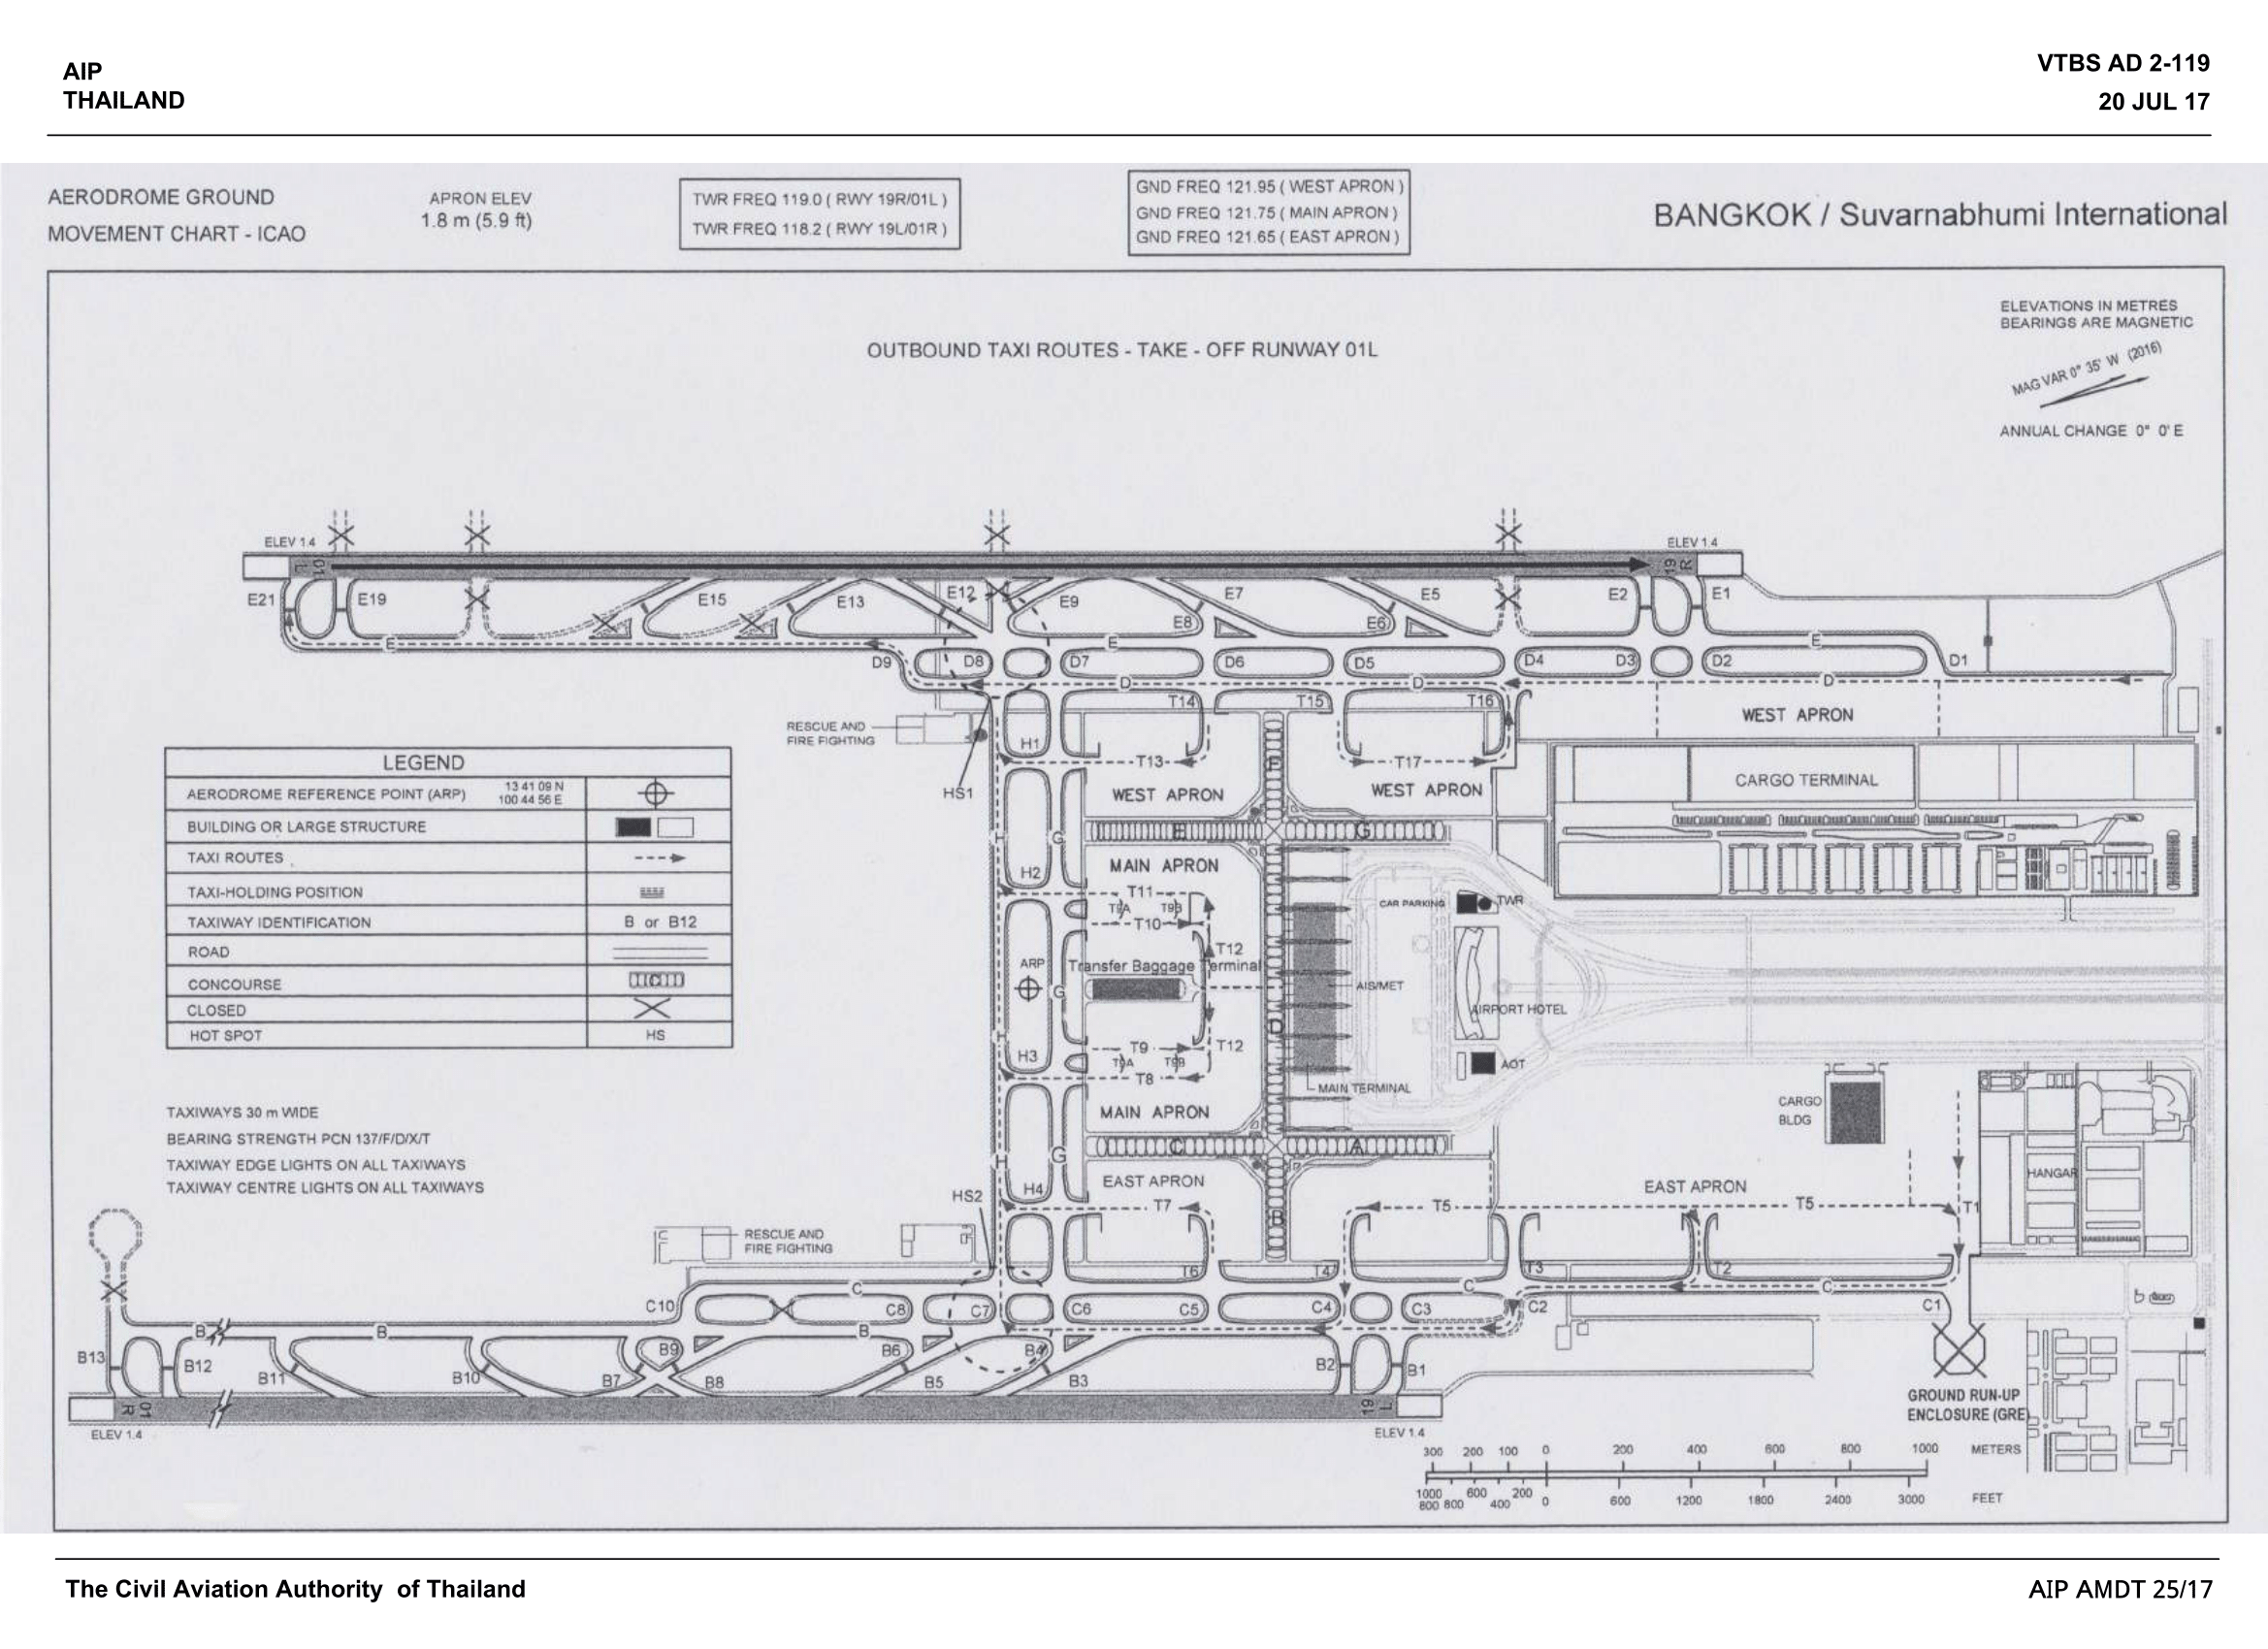 AIP
THAILAND
VTBS AD 2-119
20 JUL 17
AERODROME GROUND
MOVEMENT CHART - ICAO
APRON ELEV
1.8 m (5.9 ft)
TWR FREQ 119.0 ( RWY 19R/01L )
TWR FREQ 118.2 ( RWY 19L/01R )
GND FREQ 121.95 ( WEST APRON )
GND FREQ 121.75 ( MAIN APRON )
GND FREQ 121.65 ( EAST APRON )
BANGKOK / Suvarnabhumi International
ELEVATIONS IN METRES
BEARINGS ARE MAGNETIC
MAG VAR 0° 35' W (2016)
ANNUAL CHANGE 0° 0' E
OUTBOUND TAXI ROUTES - TAKE - OFF RUNWAY 01L
ELEV 1.4
ELEV 1.4
01
L
19
R
E21
E19
E15
E13
E12
E9
E8
E7
E6
E5
E2
E1
E
E
E
D9
D8
D7
D6
D5
D4
D3
D2
D1
D
D
D
T14
T15
T16
WEST APRON
RESCUE AND
FIRE FIGHTING
H1
T13
F
T17
HS1
WEST APRON
WEST APRON
CARGO TERMINAL
LEGEND
AERODROME REFERENCE POINT (ARP)
13 41 09 N
100 44 56 E
BUILDING OR LARGE STRUCTURE
TAXI ROUTES
TAXI-HOLDING POSITION
TAXIWAY IDENTIFICATION
B or B12
ROAD
CONCOURSE
C
CLOSED
HOT SPOT
HS
H
G
E
G
MAIN APRON
H2
T11
T9A
T9B
T10
CAR PARKING
TWR
T12
ARP
Transfer Baggage Terminal
G
AIS/MET
AIRPORT HOTEL
D
H
H3
T9
T12
T9A
T9B
T8
AOT
MAIN TERMINAL
MAIN APRON
CARGO
BLDG
TAXIWAYS 30 m WIDE
BEARING STRENGTH PCN 137/F/D/X/T
TAXIWAY EDGE LIGHTS ON ALL TAXIWAYS
TAXIWAY CENTRE LIGHTS ON ALL TAXIWAYS
H
G
C
A
HANGAR
EAST APRON
EAST APRON
HS2
H4
T7
B
T5
T5
T1
RESCUE AND
FIRE FIGHTING
T6
T4
T3
T2
C
C
C
C10
C8
C7
C6
C5
C4
C3
C2
C1
B
B
B
B13
B12
B11
B10
B9
B7
B8
B6
B5
B4
B3
B2
B1
01
R
19
L
ELEV 1.4
ELEV 1.4
GROUND RUN-UP
ENCLOSURE (GRE)
300 200 100 0 200 400 600 800 1000 METERS
1000 800 600 400 200 0 600 1200 1800 2400 3000 FEET
The Civil Aviation Authority of Thailand
AIP AMDT 25/17